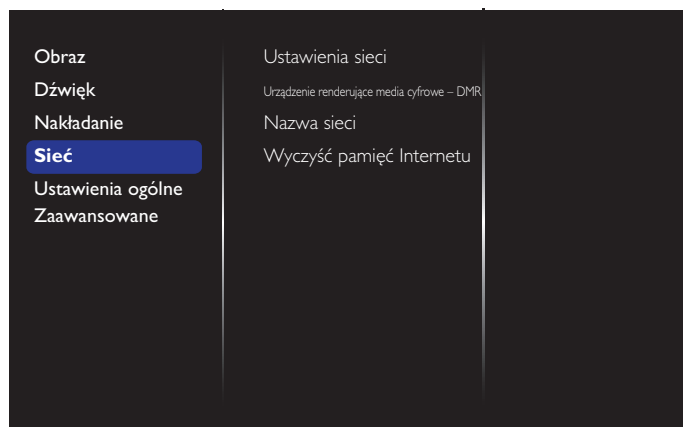 Obraz
Dźwięk
Nakładanie
Sieć
Ustawienia ogólne
Zaawansowane
Ustawienia sieci
Urządzenie renderujące media cyfrowe – DMR
Nazwa sieci
Wyczyść pamięć Internetu